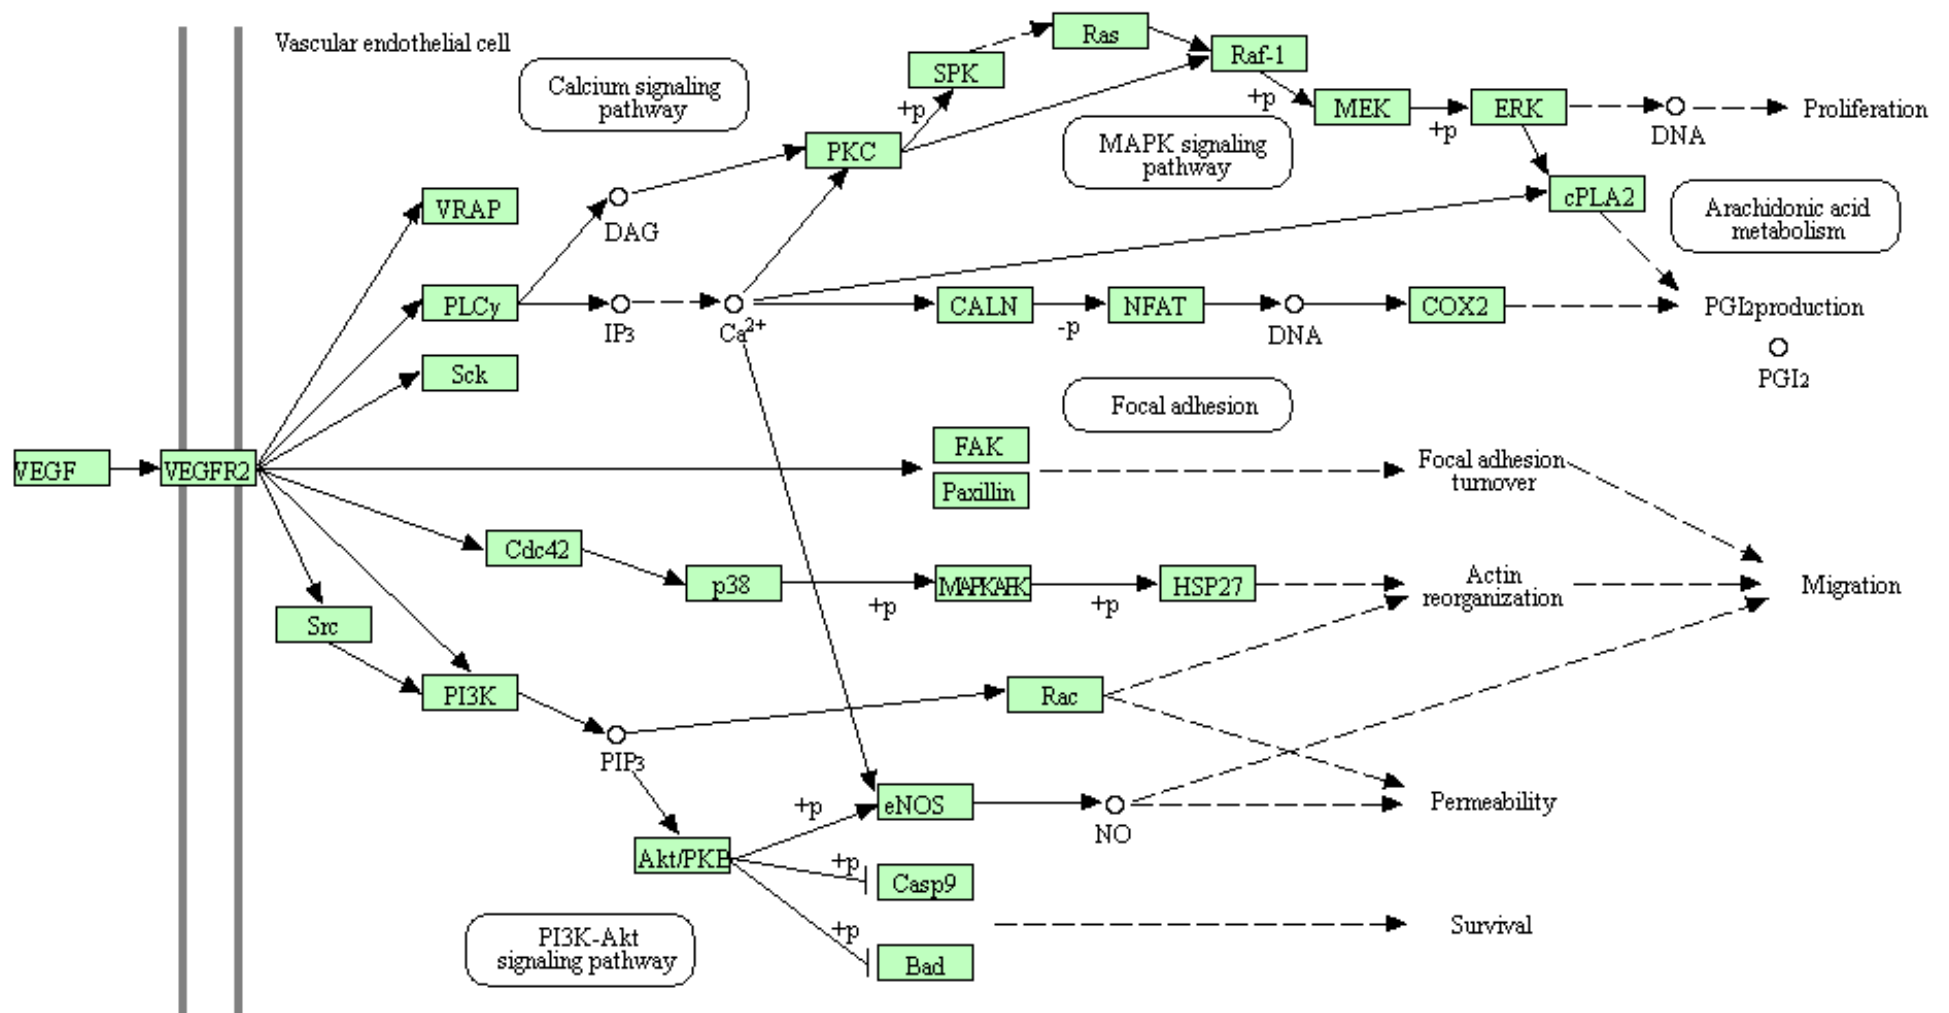 Vascular endothelial cell
Calcium signaling
pathway
SPK
Ras
Raf-1
+p
+p
MEK
+p
ERK
DNA
Proliferation
PKC
MAPK signaling
pathway
VRAP
DAG
cPLA2
Arachidonic acid
metabolism
PLCγ
IP3
Ca2+
CALN
-p
NFAT
DNA
COX2
PGI2production
PGI2
Sck
Focal adhesion
VEGF
VEGFR2
FAK
Paxillin
Focal adhesion
turnover
Cdc42
p38
+p
MAPKAPK
+p
HSP27
Actin
reorganization
Migration
Src
PI3K
Rac
PIP3
+p
eNOS
NO
Permeability
Akt/PKB
+p
Casp9
+p
Bad
Survival
PI3K-Akt
signaling pathway